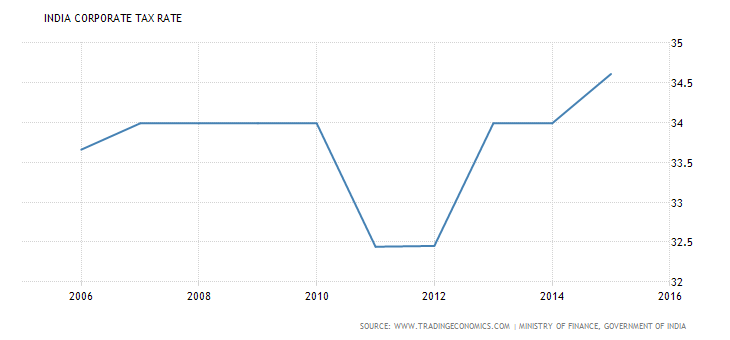 INDIA CORPORATE TAX RATE
35
34.5
34
33.5
33
32.5
32
2006 2008 2010 2012 2014 2016
SOURCE: WWW.TRADINGECONOMICS.COM | MINISTRY OF FINANCE, GOVERNMENT OF INDIA